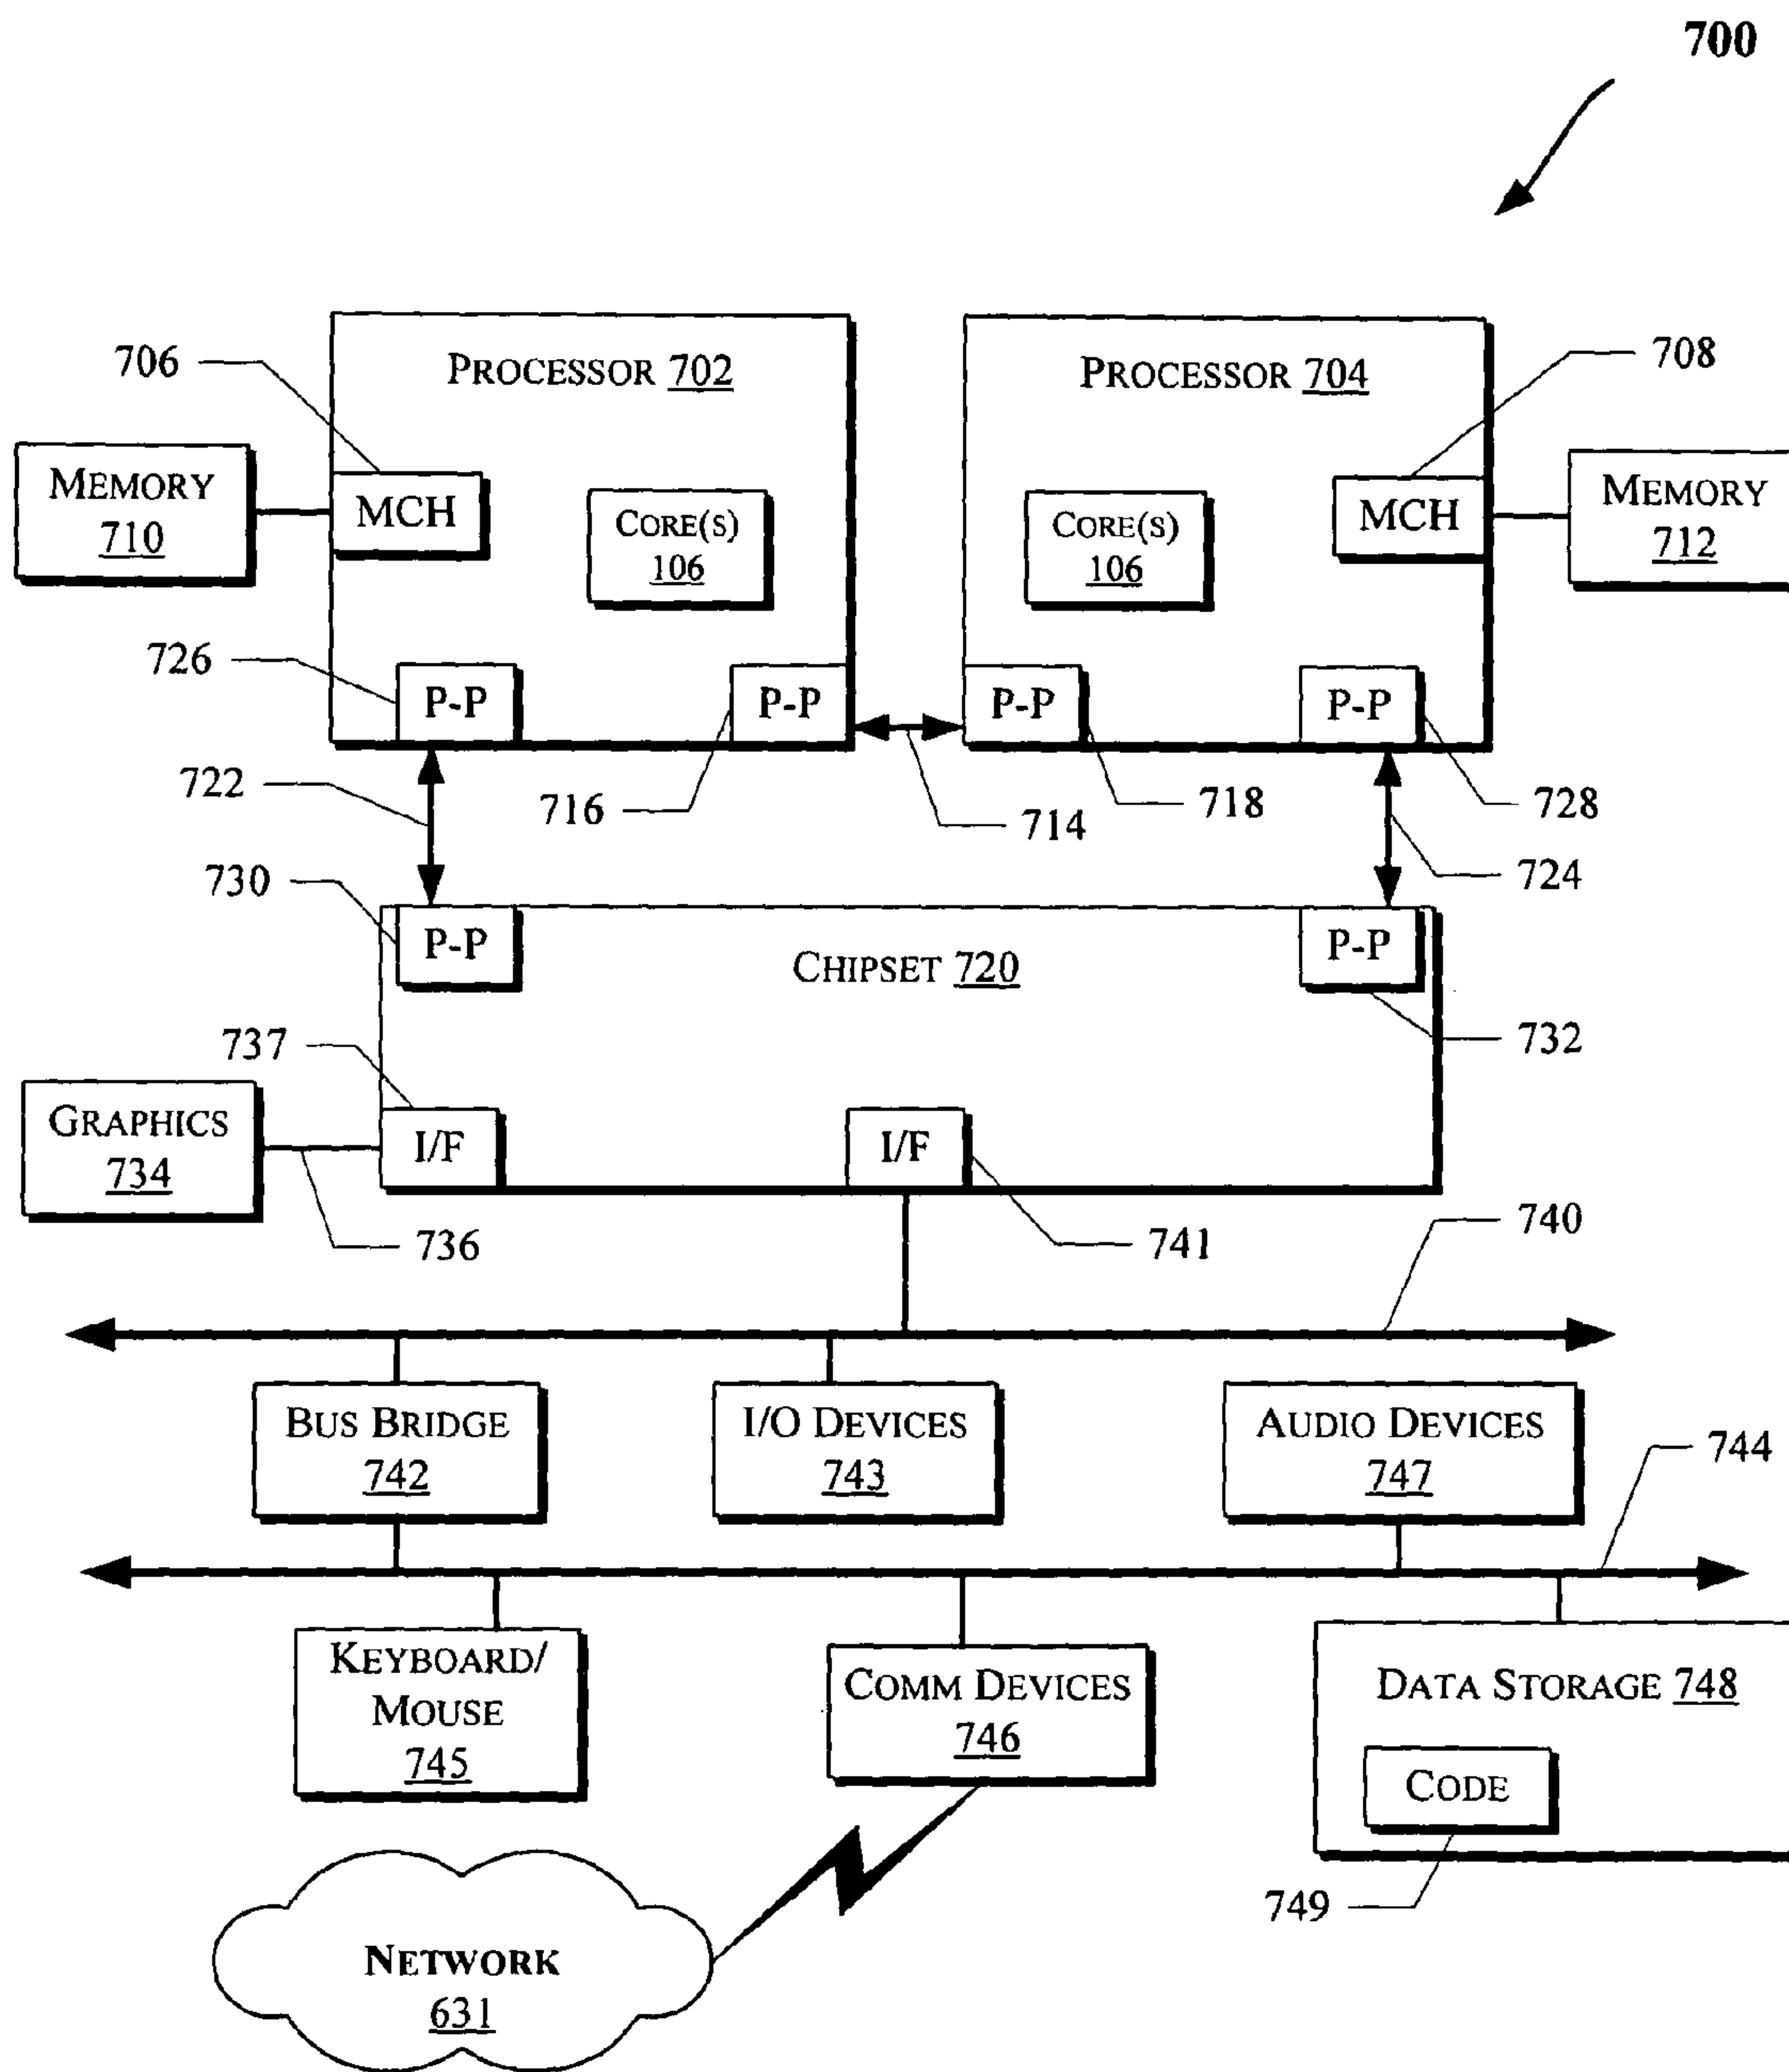 700
706
PROCESSOR 702
PROCESSOR 704
708
MEMORY
710
MCH
CORE(S)
106
CORE(S)
106
MCH
MEMORY
712
726
P-P
P-P
P-P
P-P
722
716
714
718
728
724
730
P-P
CHIPSET 720
P-P
732
737
GRAPHICS
734
I/F
I/F
736
741
740
BUS BRIDGE
742
I/O DEVICES
743
AUDIO DEVICES
747
744
KEYBOARD/
MOUSE
745
COMM DEVICES
746
DATA STORAGE 748
CODE
749
NETWORK
631